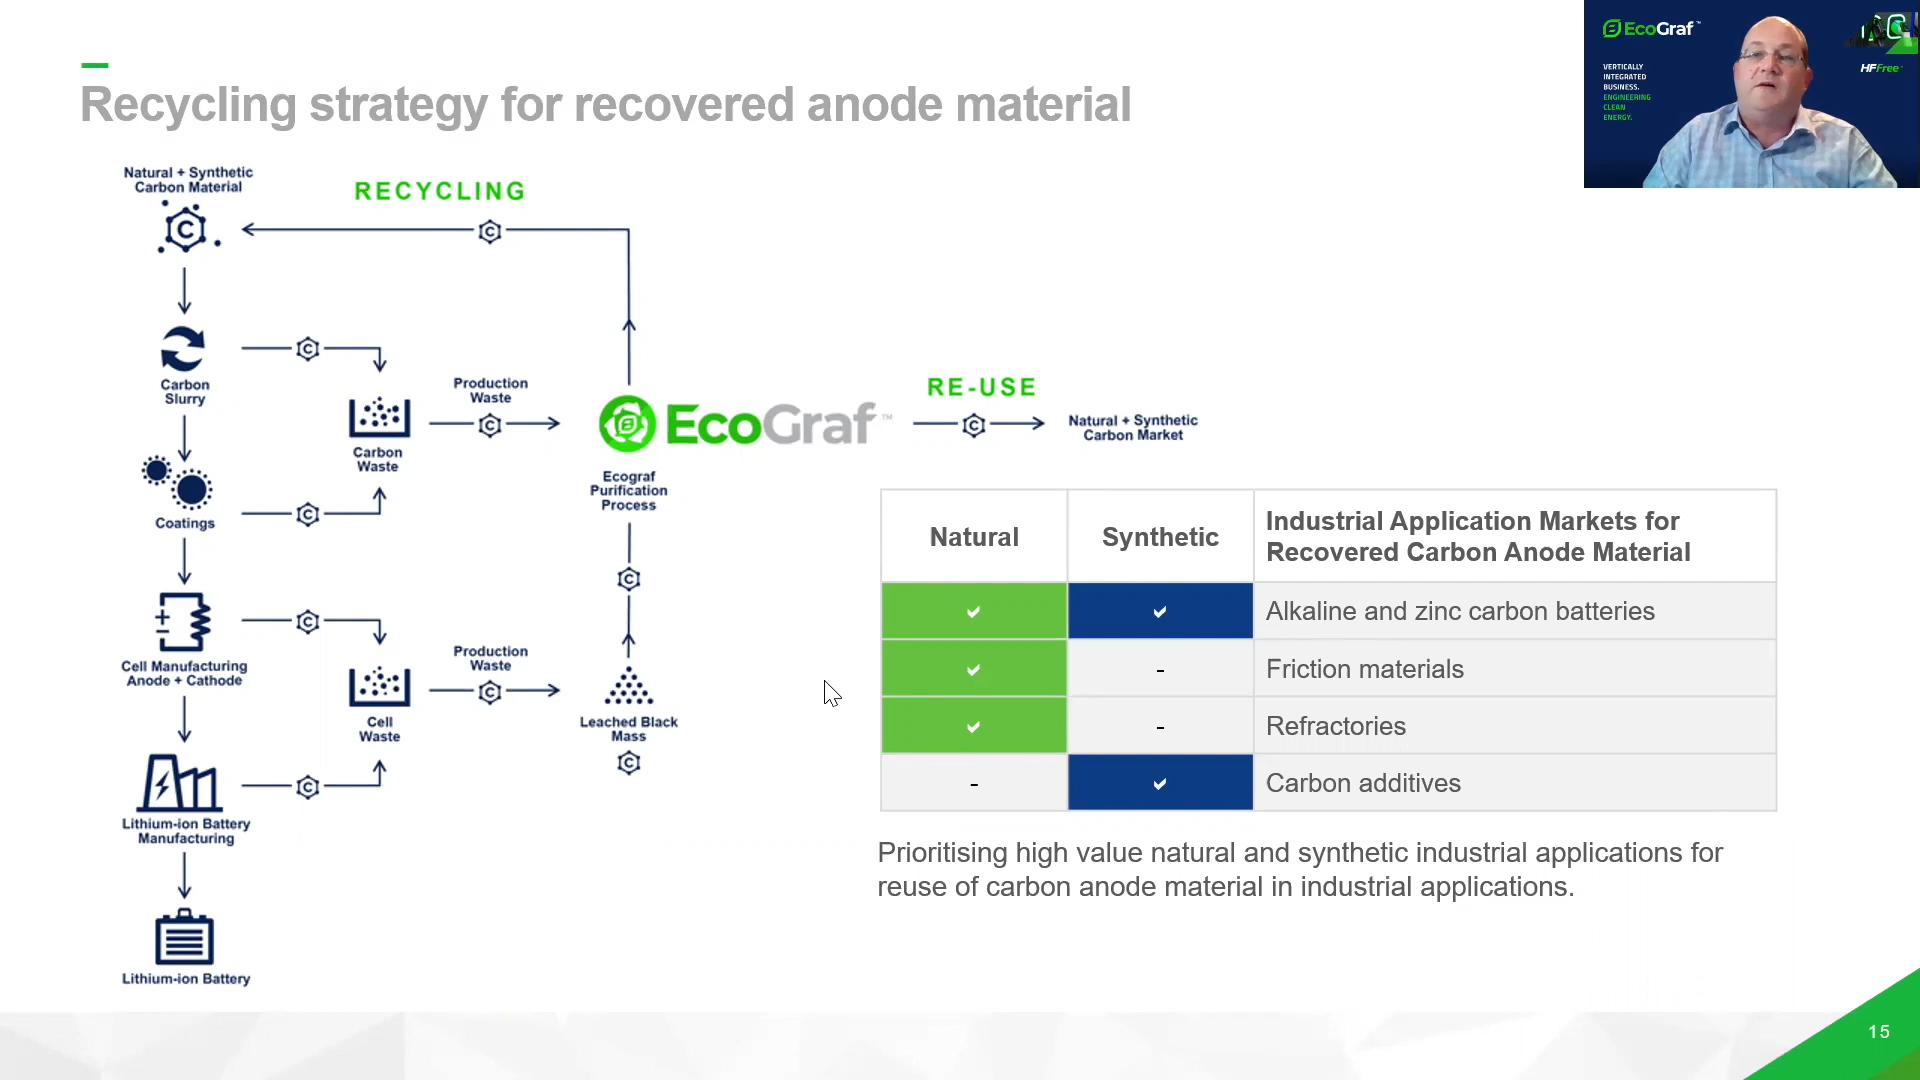 Recycling strategy for recovered anode material
EcoGraf™
VERTICALLY
INTEGRATED
BUSINESS.
ENGINEERING
CLEAN
ENERGY.
HFFree
Natural + Synthetic
Carbon Material
C
RECYCLING
C
Carbon
Slurry
C
Carbon
Waste
Production
Waste
C
EcoGraf™
Ecograf
Purification
Process
RE-USE
C
Natural + Synthetic
Carbon Market
Coatings
C
C
Cell Manufacturing
Anode + Cathode
C
Cell
Waste
Production
Waste
C
Leached Black
Mass
C
Lithium-ion Battery
Manufacturing
C
Lithium-ion Battery
Natural Synthetic Industrial Application Markets for
Recovered Carbon Anode Material
Alkaline and zinc carbon batteries
- Friction materials
- Refractories
- Carbon additives
Prioritising high value natural and synthetic industrial applications for
reuse of carbon anode material in industrial applications.
15